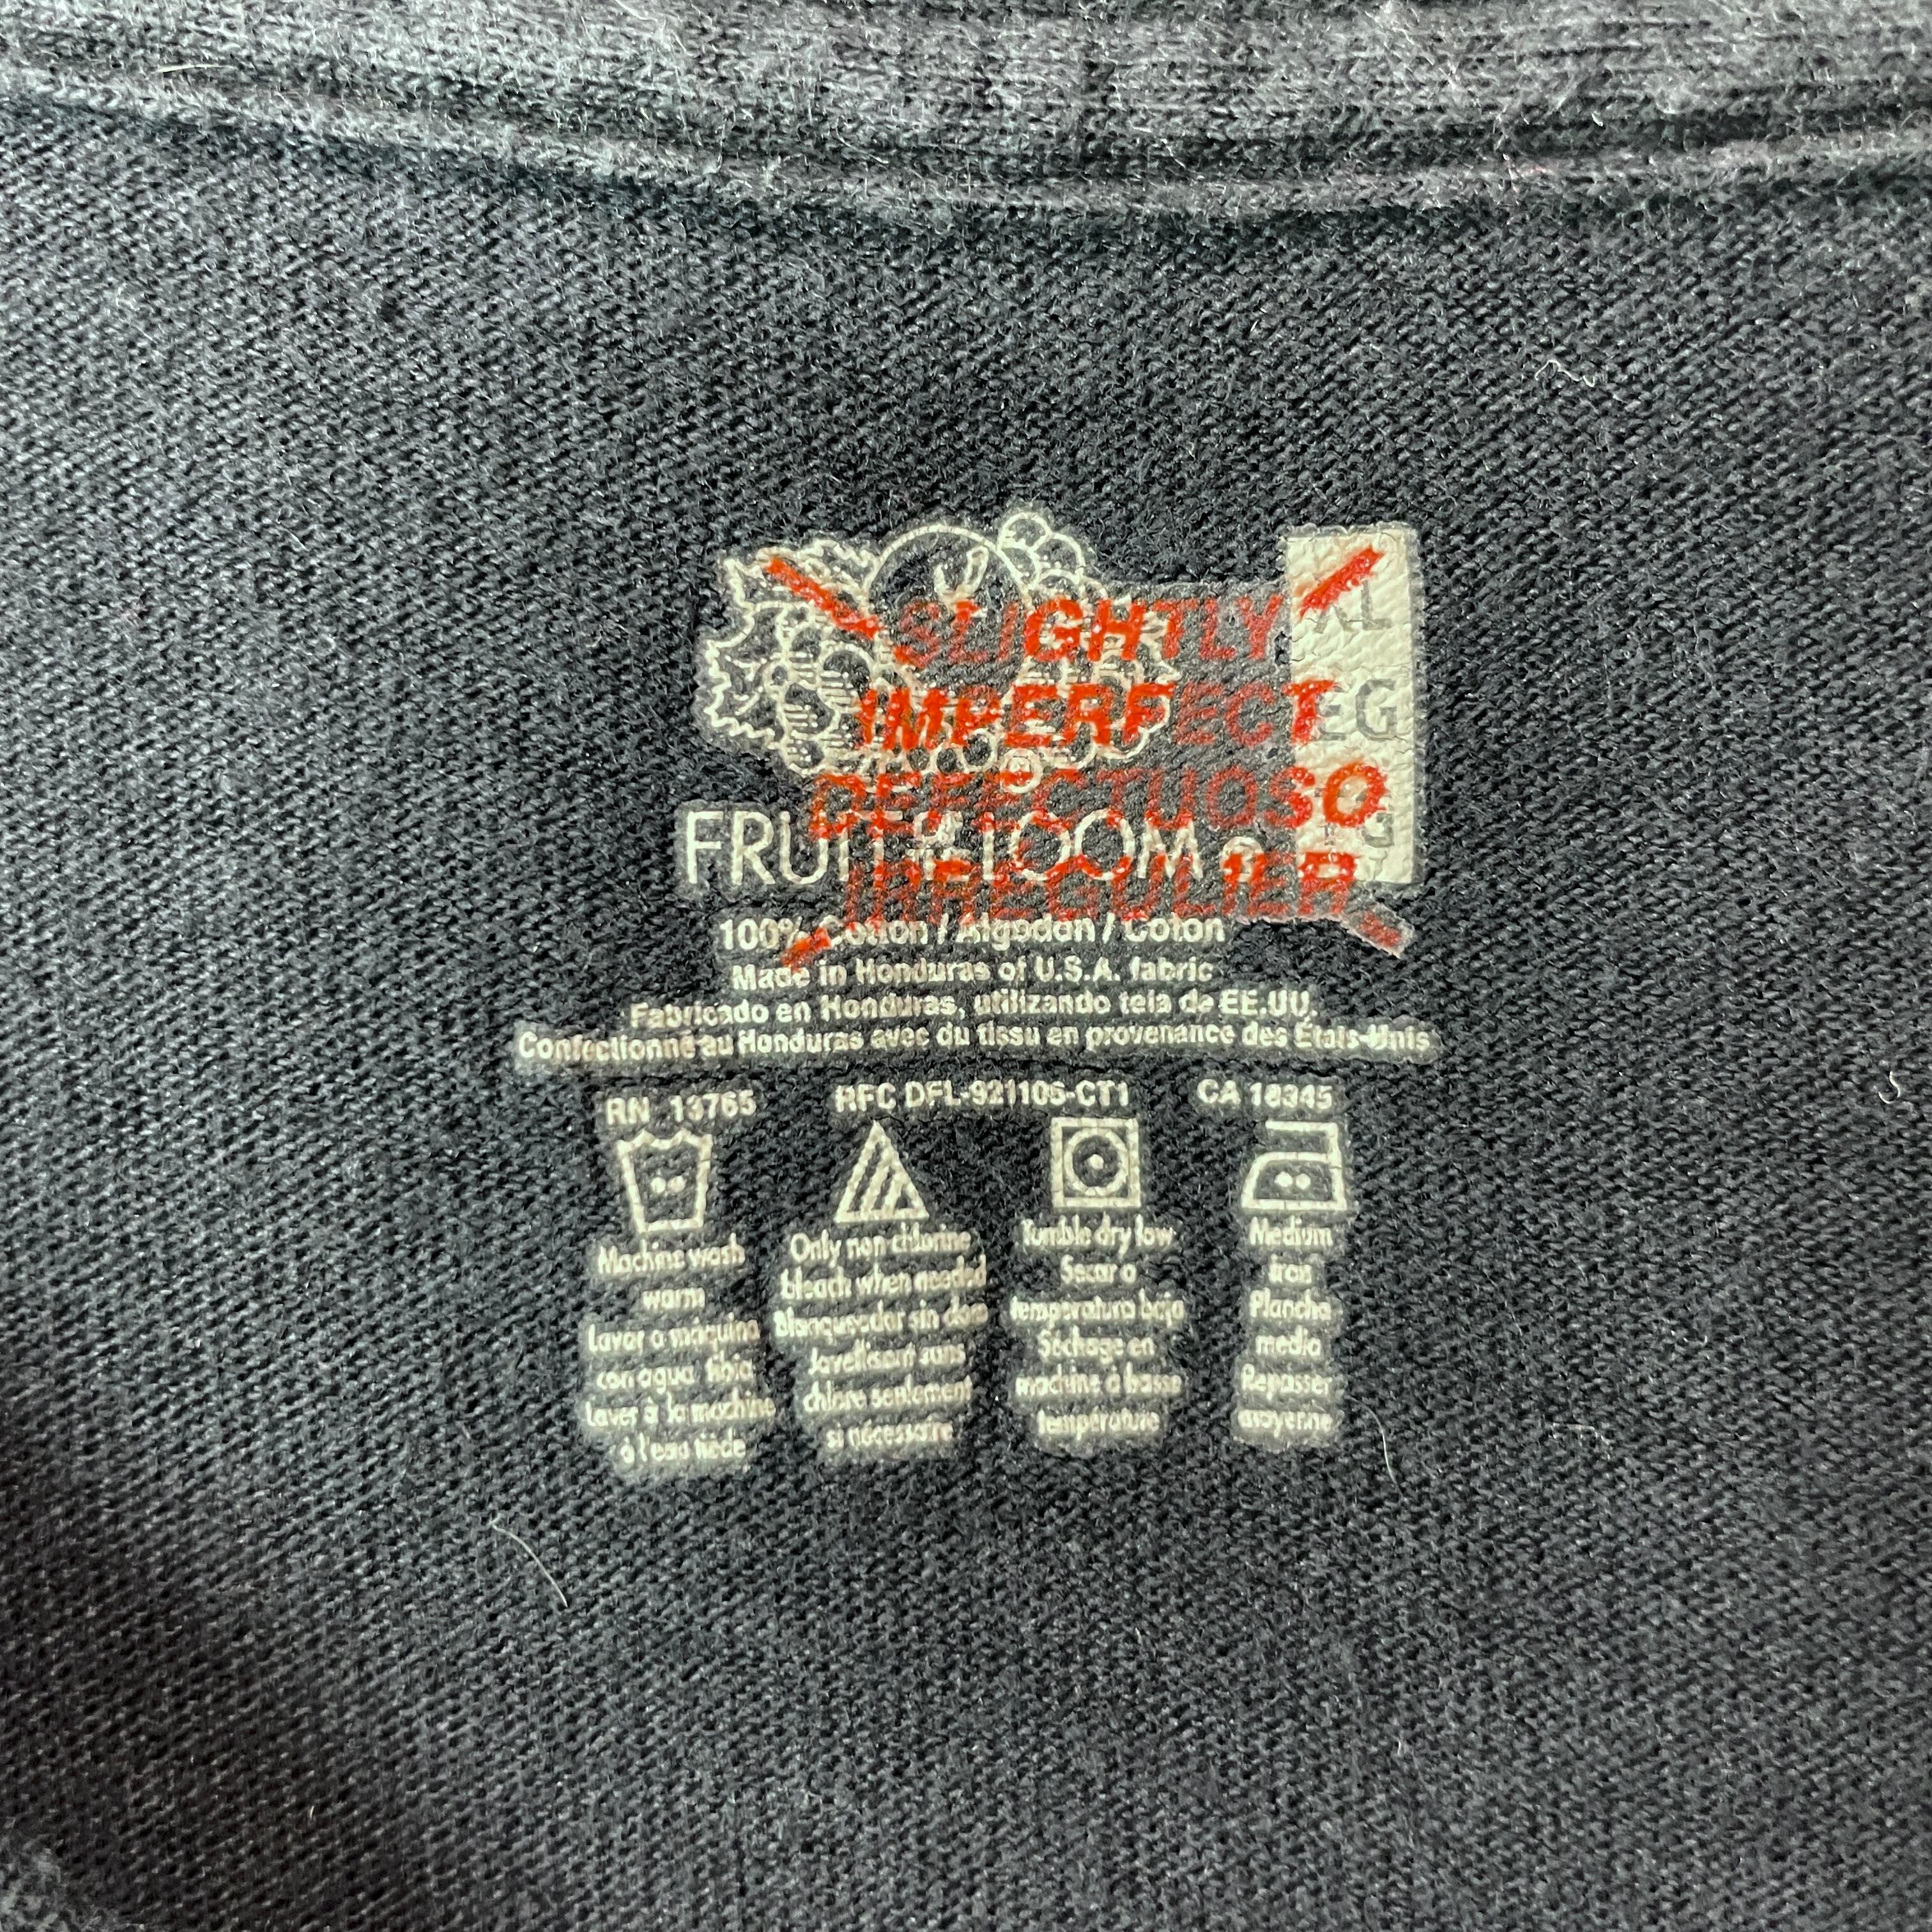 SLIGHTLY
IMPERFECT
DEFECTUOSO
IRREGULIER
XL
EG
FRUIT OF THE LOOM ®
100% Cotton / Algodón / Coton
Made in Honduras of U.S.A. fabric
Fabricado en Honduras, utilizando tela de EE.UU.
Confectionné au Honduras avec du tissu en provenance des États-Unis
RN 13765 RFC DFL-921106-CT1 CA 18345
Machine wash
warm
Lavar a máquina
con agua tibia
Laver à la machine
à l'eau tiède
Only non-chlorine
bleach when needed
Blanqueador sin cloro
Javellisant sans
chlore seulement
si nécessaire
Tumble dry low
Secar a
temperatura baja
Séchage en
machine à basse
température
Medium
iron
Plancha
media
Repasser
moyenne